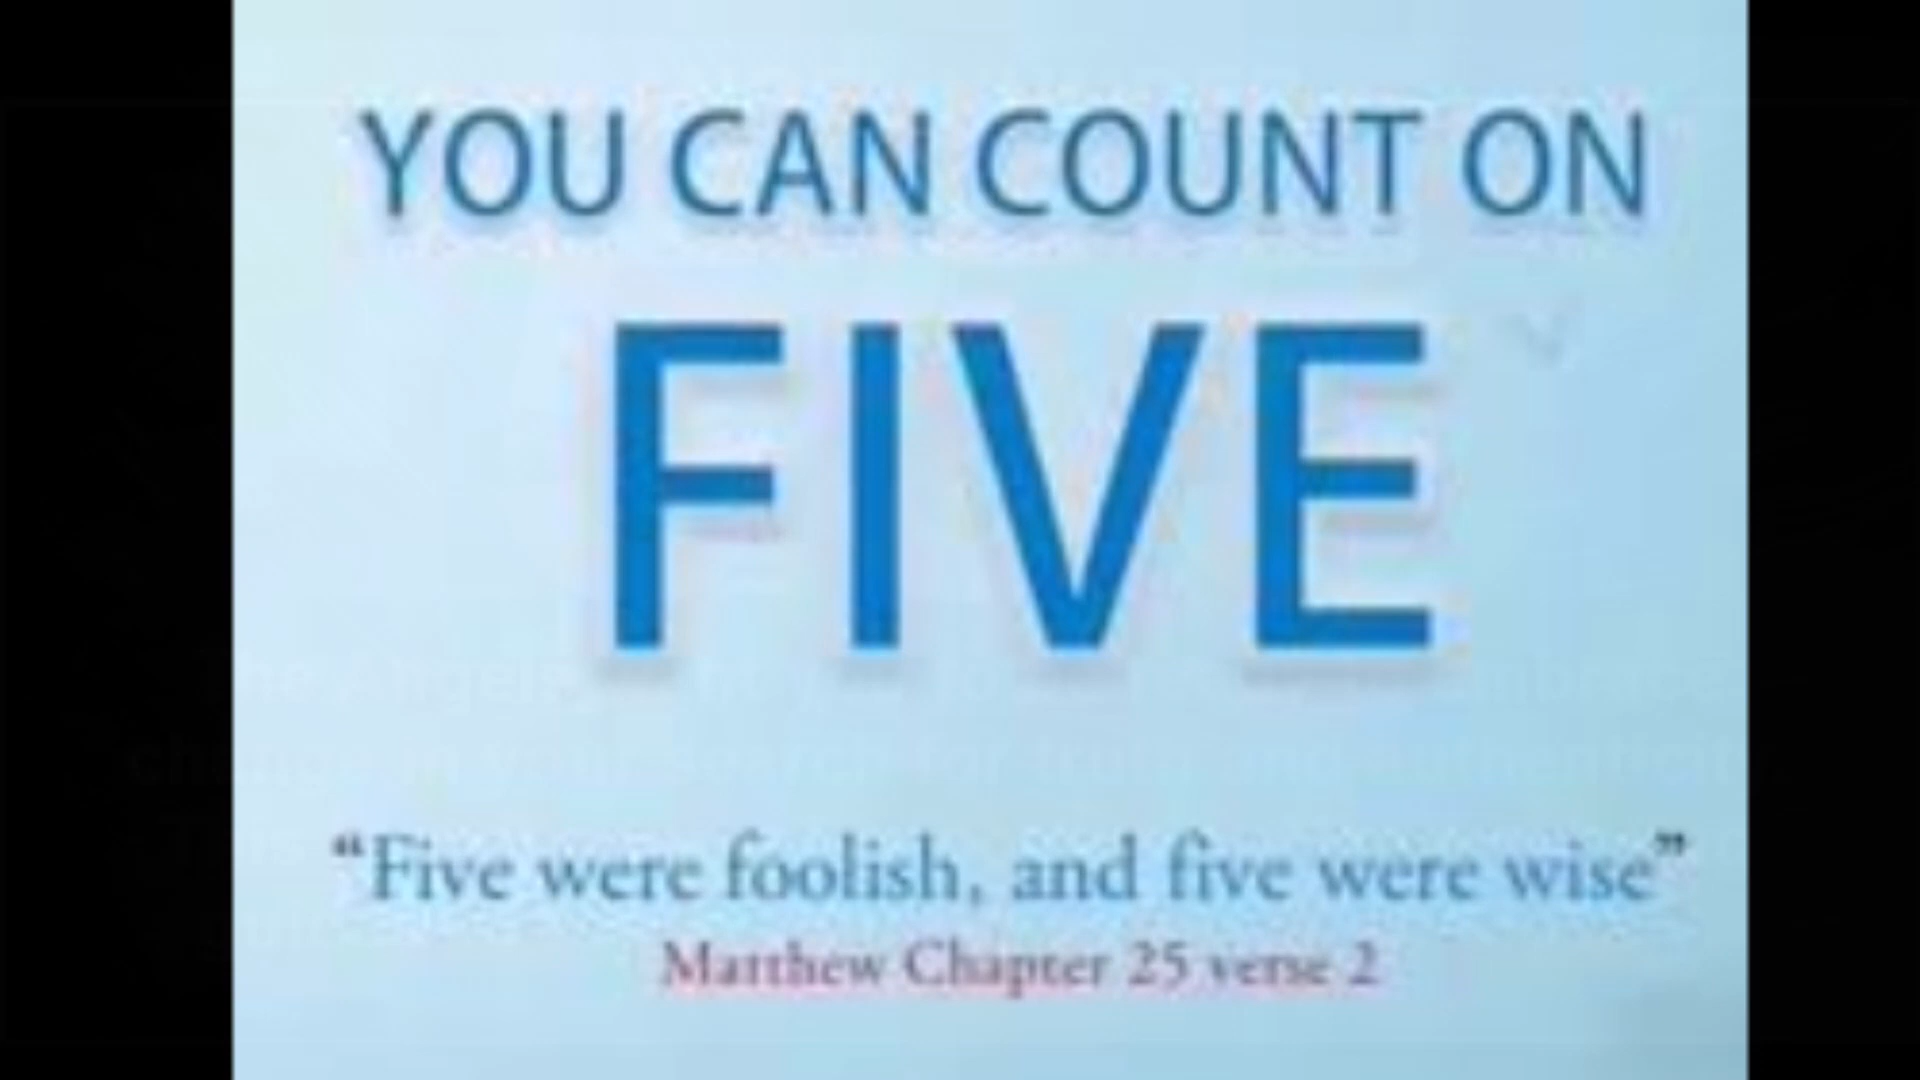 YOU CAN COUNT ON
FIVE
“Five were foolish, and five were wise”
Matthew Chapter 25 verse 2